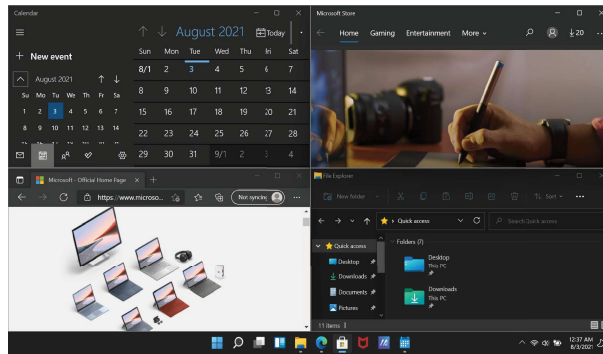 Calendar
August 2021
Today
New event
Sun Mon Tue Wed Thu Fri Sat
8/1 2 3 4 5 6 7
8 9 10 11 12 13 14
15 16 17 18 19 20 21
22 23 24 25 26 27 28
29 30 31 9/1 2 3 4
August 2021
Su Mo Tu We Th Fr Sa
1 2 3 4 5 6 7
8 9 10 11 12 13 14
Microsoft Store
Home Gaming Entertainment More
20
Microsoft - Official Home Page
https://www.microso...
Not syncing
File Explorer
New folder
Sort
Quick access
Search Quick access
Quick access
Desktop
Downloads
Documents
Pictures
Folders (7)
Desktop
This PC
Downloads
This PC
11 items
12:37 AM
8/3/2021